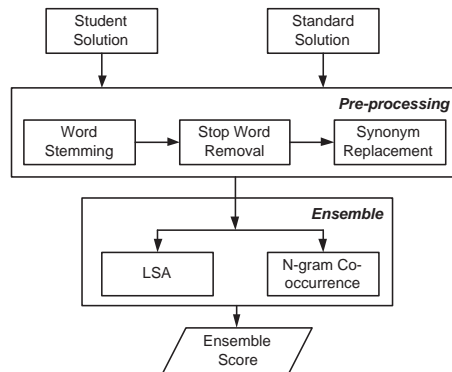 Student
Solution
Standard
Solution
Pre-processing
Word
Stemming
Stop Word
Removal
Synonym
Replacement
Ensemble
LSA
N-gram Co-
occurrence
Ensemble
Score